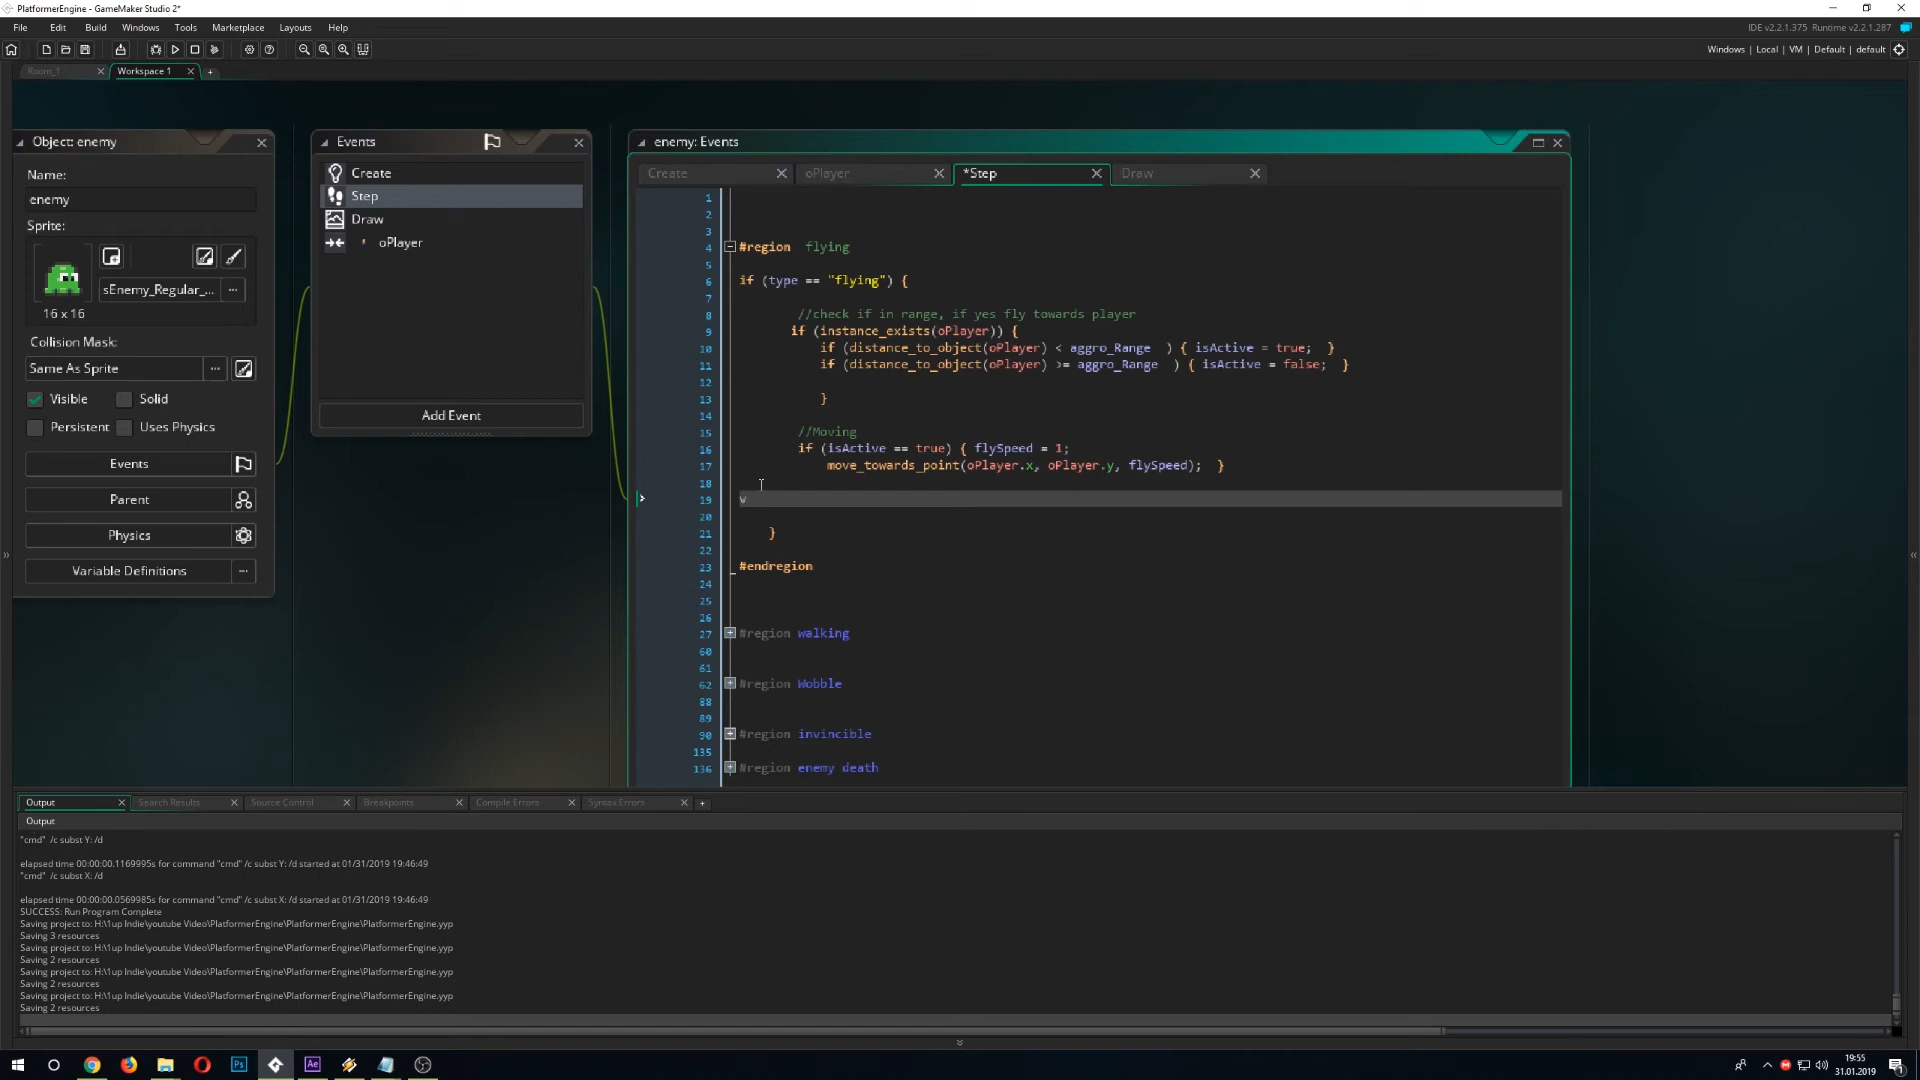 PlatformerEngine - GameMaker Studio 2*
File Edit Build Windows Tools Marketplace Layouts Help
IDE v2.2.1.375 Runtime v2.2.1.287
Windows | Local | VM | Default | default
Room_1
Workspace 1
Object: enemy
Name:
enemy
Sprite:
sEnemy_Regular_...
16 x 16
Collision Mask:
Same As Sprite
Visible Solid
Persistent Uses Physics
Events
Parent
Physics
Variable Definitions
Events
Create
Step
Draw
oPlayer
Add Event
enemy: Events
Create oPlayer *Step Draw
1
2
3
4 #region flying
5
6 if (type == "flying") {
7
8 //check if in range, if yes fly towards player
9 if (instance_exists(oPlayer)) {
10 if (distance_to_object(oPlayer) < aggro_Range ) { isActive = true; }
11 if (distance_to_object(oPlayer) >= aggro_Range ) { isActive = false; }
12
13 }
14
15 //Moving
16 if (isActive == true) { flySpeed = 1;
17 move_towards_point(oPlayer.x, oPlayer.y, flySpeed); }
18
19 w
20
21 }
22
23 #endregion
24
25
26
27 #region walking
60
61
62 #region Wobble
88
89
90 #region invincible
135
136 #region enemy death
Output Search Results Source Control Breakpoints Compile Errors Syntax Errors
Output
"cmd" /c subst Y: /d
elapsed time 00:00:00.1169995s for command "cmd" /c subst Y: /d started at 01/31/2019 19:46:49
"cmd" /c subst X: /d
elapsed time 00:00:00.0569985s for command "cmd" /c subst X: /d started at 01/31/2019 19:46:49
SUCCESS: Run Program Complete
Saving project to: H:\1up Indie\youtube Video\PlatformerEngine\PlatformerEngine.yyp
Saving 3 resources
Saving project to: H:\1up Indie\youtube Video\PlatformerEngine\PlatformerEngine.yyp
Saving 2 resources
Saving project to: H:\1up Indie\youtube Video\PlatformerEngine\PlatformerEngine.yyp
Saving 2 resources
Saving project to: H:\1up Indie\youtube Video\PlatformerEngine\PlatformerEngine.yyp
Saving 2 resources
Ps
Ae
19:55
31.01.2019